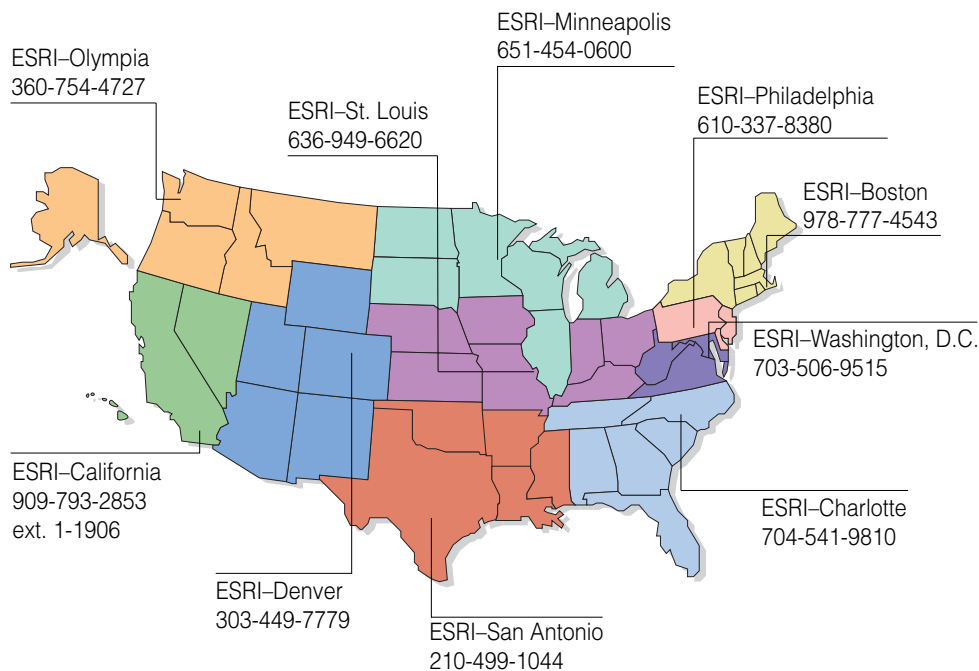 ESRI–Minneapolis
651-454-0600
ESRI–Olympia
360-754-4727
ESRI–St. Louis
636-949-6620
ESRI–Philadelphia
610-337-8380
ESRI–Boston
978-777-4543
ESRI–Washington, D.C.
703-506-9515
ESRI–California
909-793-2853
ext. 1-1906
ESRI–Charlotte
704-541-9810
ESRI–Denver
303-449-7779
ESRI–San Antonio
210-499-1044